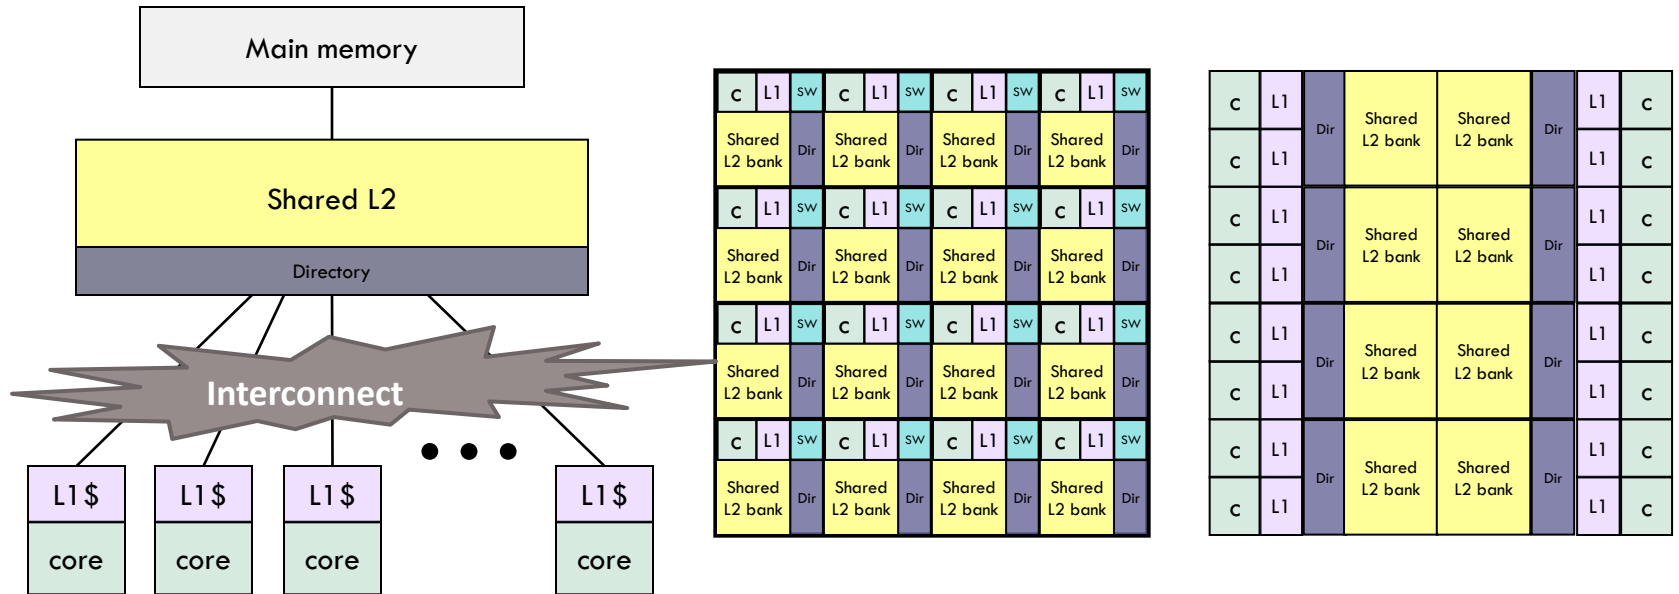 Main memory
Shared L2
Directory
Interconnect
L1$ L1$ L1$ L1$
core core core core
c L1 sw c L1 sw c L1 sw c L1 sw
Shared Shared Shared Shared
L2 bank Dir L2 bank Dir L2 bank Dir L2 bank Dir
c L1 sw c L1 sw c L1 sw c L1 sw
Shared Shared Shared Shared
L2 bank Dir L2 bank Dir L2 bank Dir L2 bank Dir
c L1 sw c L1 sw c L1 sw c L1 sw
Shared Shared Shared Shared
L2 bank Dir L2 bank Dir L2 bank Dir L2 bank Dir
c L1 sw c L1 sw c L1 sw c L1 sw
Shared Shared Shared Shared
L2 bank Dir L2 bank Dir L2 bank Dir L2 bank Dir
c L1 L1 c
Dir Shared Shared Dir
L2 bank L2 bank
c L1 L1 c
c L1 L1 c
Dir Shared Shared Dir
L2 bank L2 bank
c L1 L1 c
c L1 L1 c
Dir Shared Shared Dir
L2 bank L2 bank
c L1 L1 c
c L1 L1 c
Dir Shared Shared Dir
L2 bank L2 bank
c L1 L1 c